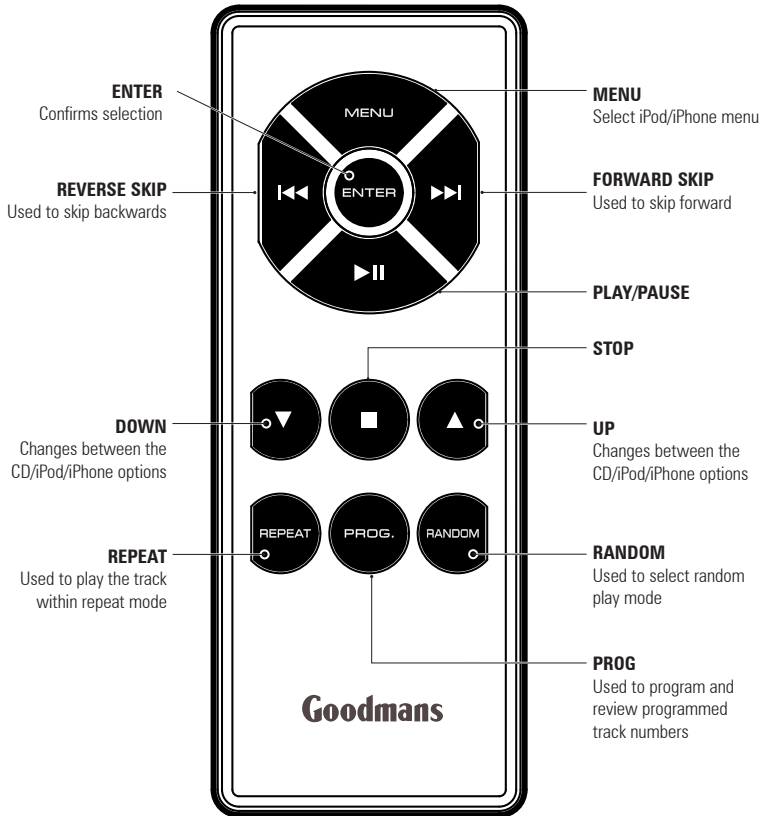 ENTER
Confirms selection
REVERSE SKIP
Used to skip backwards
DOWN
Changes between the
CD/iPod/iPhone options
REPEAT
Used to play the track
within repeat mode
MENU
ENTER
REPEAT
PROG.
RANDOM
Goodmans
MENU
Select iPod/iPhone menu
FORWARD SKIP
Used to skip forward
PLAY/PAUSE
STOP
UP
Changes between the
CD/iPod/iPhone options
RANDOM
Used to select random
play mode
PROG
Used to program and
review programmed
track numbers